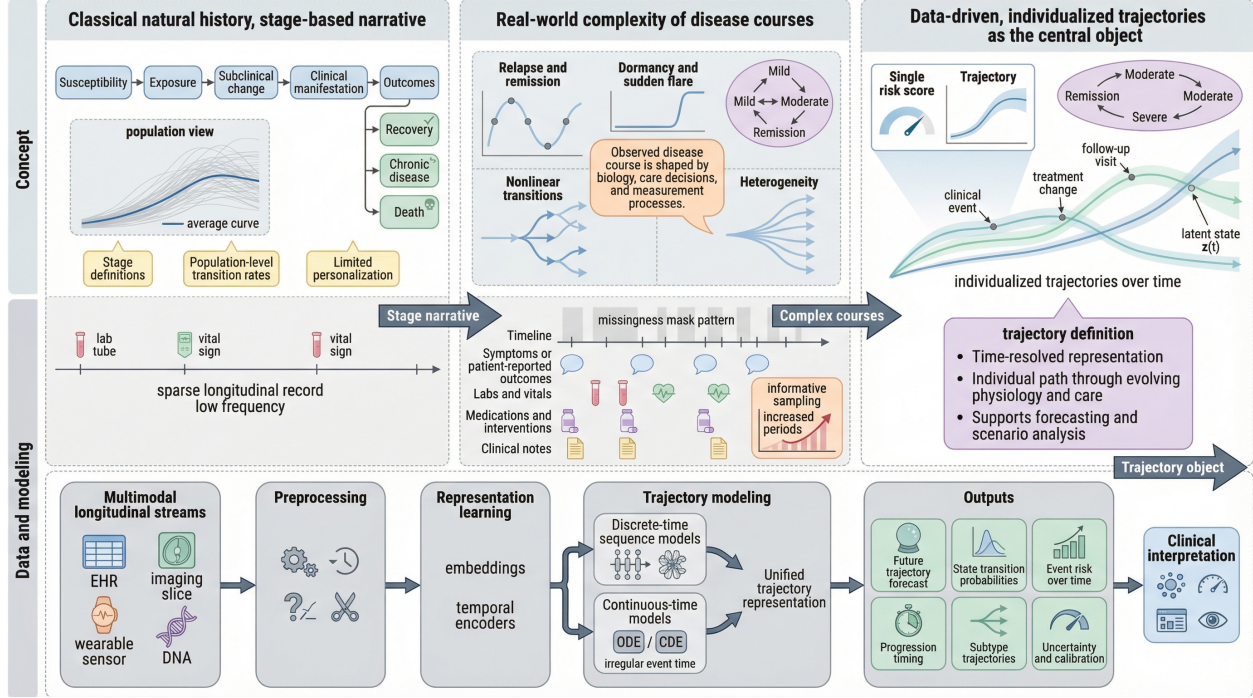 Classical natural history, stage-based narrative
Real-world complexity of disease courses
Data-driven, individualized trajectories
as the central object
Concept
Susceptibility
Exposure
Subclinical
change
Clinical
manifestation
Outcomes
Recovery
Chronic
disease
Death
population view
average curve
Stage
definitions
Population-level
transition rates
Limited
personalization
Relapse and
remission
Dormancy and
sudden flare
Mild
Mild
Moderate
Remission
Observed disease
course is shaped by
biology, care decisions,
and measurement
processes.
Nonlinear
transitions
Heterogeneity
Single
risk score
Trajectory
Moderate
Remission
Moderate
Severe
follow-up
visit
treatment
change
clinical
event
latent state
z(t)
individualized trajectories over time
Data and modeling
Stage narrative
Complex courses
lab
tube
vital
sign
vital
sign
sparse longitudinal record
low frequency
missingness mask pattern
Timeline
Symptoms or
patient-reported
outcomes
Labs and vitals
Medications and
interventions
Clinical notes
informative
sampling
increased
periods
trajectory definition
• Time-resolved representation
• Individual path through evolving
physiology and care
• Supports forecasting and
scenario analysis
Trajectory object
Multimodal
longitudinal streams
EHR
imaging
slice
wearable
sensor
DNA
Preprocessing
Representation
learning
embeddings
temporal
encoders
Trajectory modeling
Discrete-time
sequence models
Continuous-time
models
ODE / CDE
irregular event time
Unified
trajectory
representation
Outputs
Future
trajectory
forecast
State transition
probabilities
Event risk
over time
Progression
timing
Subtype
trajectories
Uncertainty
and calibration
Clinical
interpretation